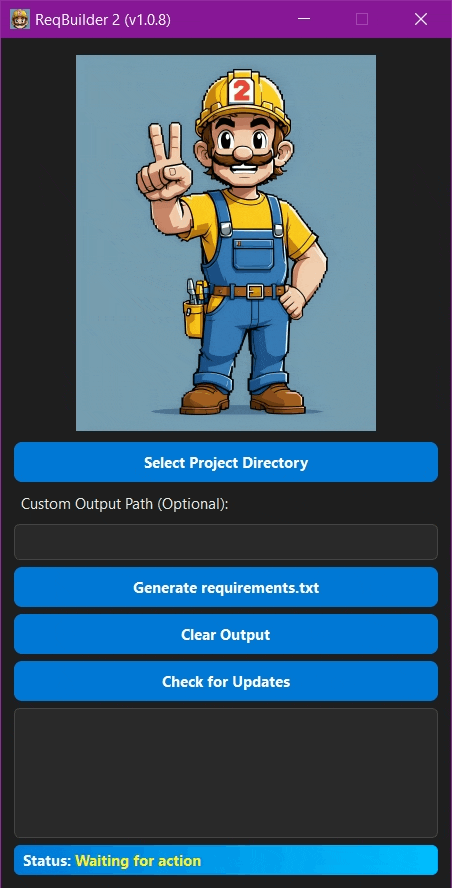 ReqBuilder 2 (v1.0.8)
2
Select Project Directory
Custom Output Path (Optional):
Generate requirements.txt
Clear Output
Check for Updates
Status: Waiting for action